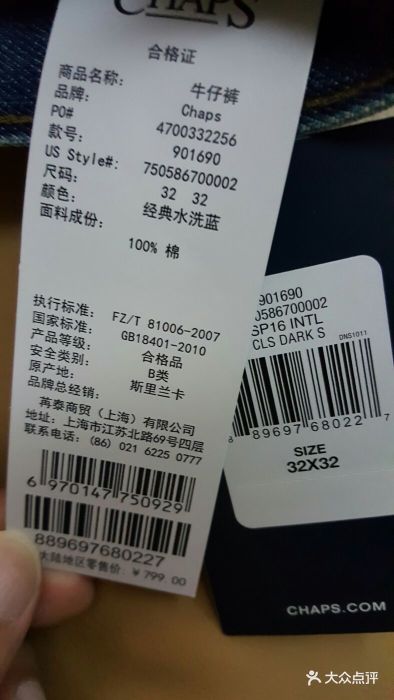 CHAPS
合格证
商品名称: 牛仔裤
品牌: Chaps
PO# 4700332256
款号: 901690
US Style#: 750586700002
尺码: 32 32
颜色: 经典水洗蓝
面料成份:
100% 棉
执行标准: FZ/T 81006-2007
国家标准: GB18401-2010
产品等级: 合格品
安全类别: B类
原产地: 斯里兰卡
品牌总经销:
苒泰商贸（上海）有限公司
地址: 上海市江苏北路69号四层
联系电话: (86) 021 6225 0777
6 970147 750929
889697680227
大陆地区零售价: ￥799.00
901690
0586700002
SP16 INTL
CLS DARK S
DNS1011
8 89697 68022 7
SIZE
32X32
CHAPS.COM
大众点评